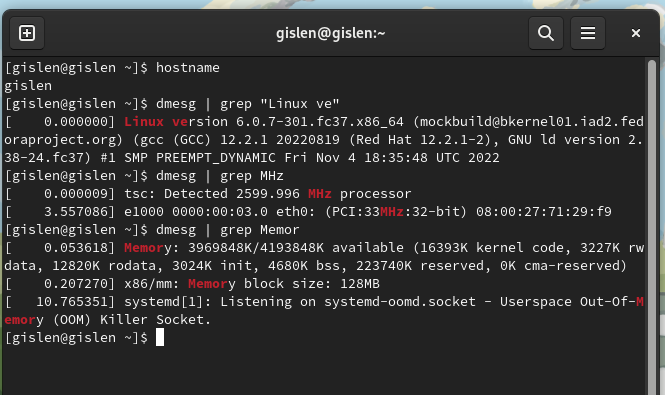 gislen@gislen:~
[gislen@gislen ~]$ hostname
gislen
[gislen@gislen ~]$ dmesg | grep "Linux ve"
[    0.000000] Linux version 6.0.7-301.fc37.x86_64 (mockbuild@bkernel01.iad2.fed
oraproject.org) (gcc (GCC) 12.2.1 20220819 (Red Hat 12.2.1-2), GNU ld version 2.
38-24.fc37) #1 SMP PREEMPT_DYNAMIC Fri Nov 4 18:35:48 UTC 2022
[gislen@gislen ~]$ dmesg | grep MHz
[    0.000009] tsc: Detected 2599.996 MHz processor
[    3.557086] e1000 0000:00:03.0 eth0: (PCI:33MHz:32-bit) 08:00:27:71:29:f9
[gislen@gislen ~]$ dmesg | grep Memor
[    0.053618] Memory: 3969848K/4193848K available (16393K kernel code, 3227K rw
data, 12820K rodata, 3024K init, 4680K bss, 223740K reserved, 0K cma-reserved)
[    0.207270] x86/mm: Memory block size: 128MB
[   10.765351] systemd[1]: Listening on systemd-oomd.socket - Userspace Out-Of-M
emory (OOM) Killer Socket.
[gislen@gislen ~]$